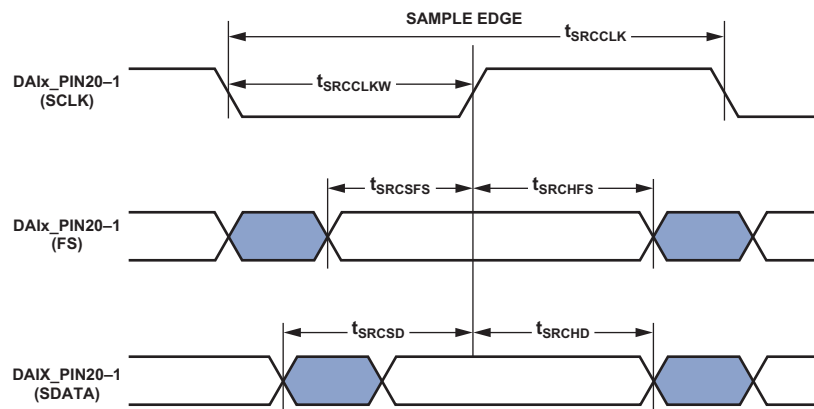 SAMPLE EDGE
tSRCCLK
DAIx_PIN20–1
(SCLK)
tSRCCLKW
tSRCSFS
tSRCHFS
DAIx_PIN20–1
(FS)
tSRCSD
tSRCHD
DAIX_PIN20–1
(SDATA)